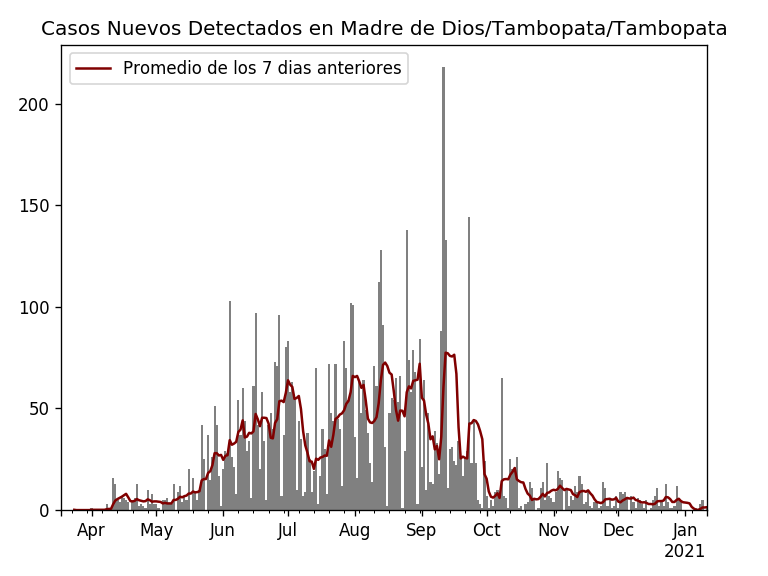 Casos Nuevos Detectados en Madre de Dios/Tambopata/Tambopata
Promedio de los 7 dias anteriores
200
150
100
50
0
Apr May Jun Jul Aug Sep Oct Nov Dec Jan
2021